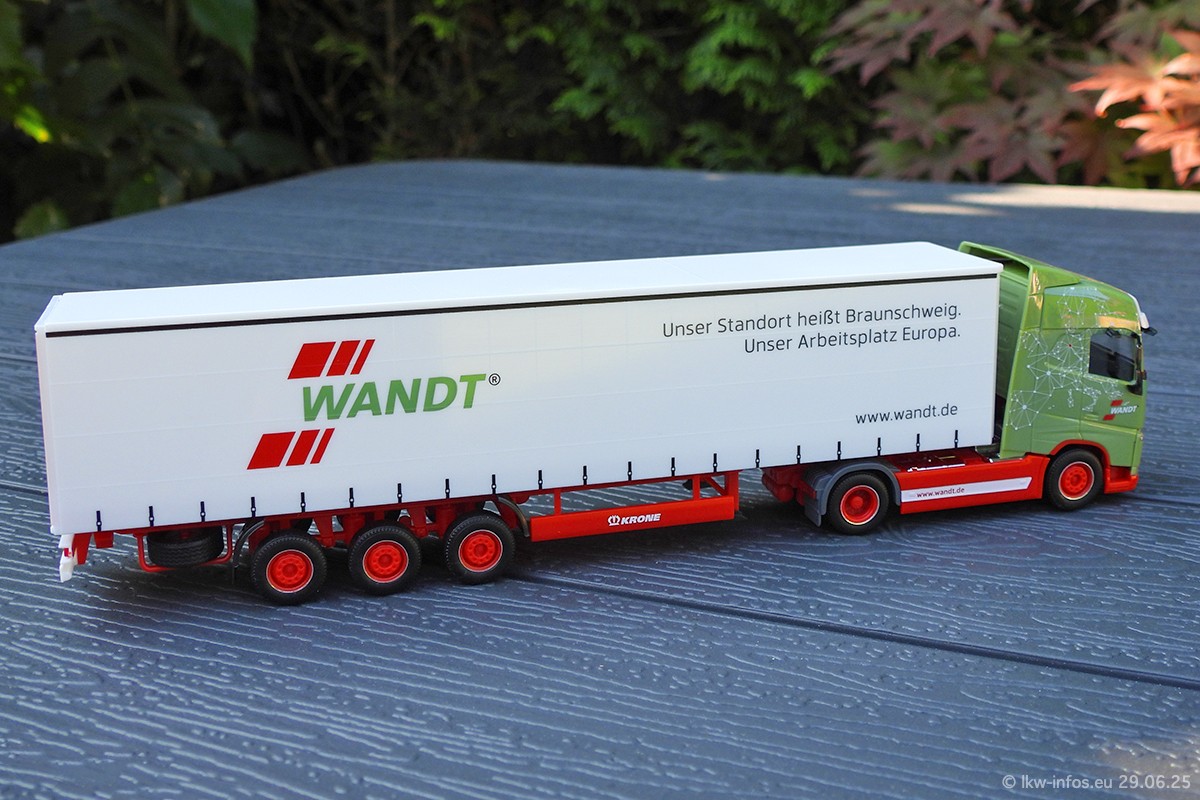 Unser Standort heißt Braunschweig.
Unser Arbeitsplatz Europa.
WANDT®
www.wandt.de
WANDT
www.wandt.de
KRONE
© lkw-infos.eu 29.06.25